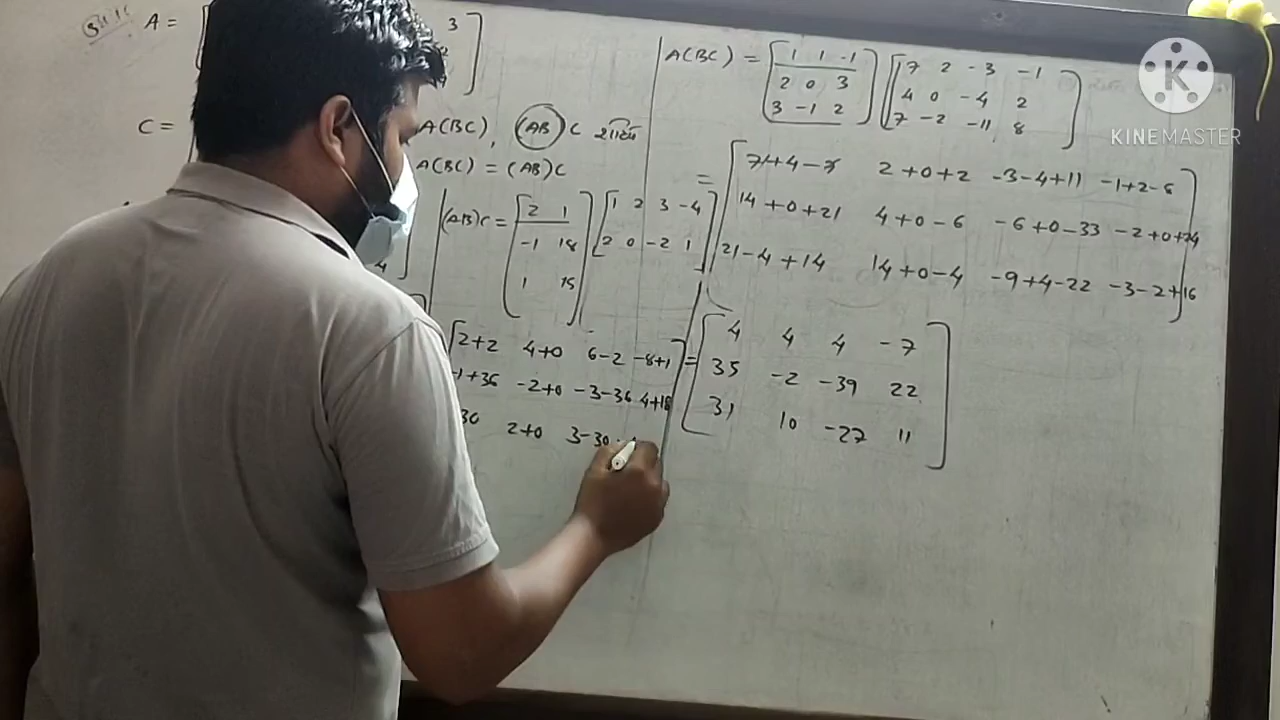 A = [ 3 ]
C =
A(BC), (AB)C
A(BC) = (AB)C
(AB)C = [ 2 1 ] [ 1 2 3 -4 ]
-1 18 2 0 -2 1
1 15
2+2 4+0 6-2 -8+1
-1+36 -2+0 -3-36 4+18
30 2+0 3-30
A(BC) = [ 1 1 -1 ] [ 7 2 -3 -1 ]
2 0 3 4 0 -4 2
3 -1 2 7 -2 -11 8
= [ 7+4-7 2+0+2 -3-4+11 -1+2-8 ]
14+0+21 4+0-6 -6+0-33 -2+0+24
21-4+14 14+0-4 -9+4-22 -3-2+16
= [ 4 4 4 -7 ]
35 -2 -39 22
31 10 -27 11
K
KINEMASTER